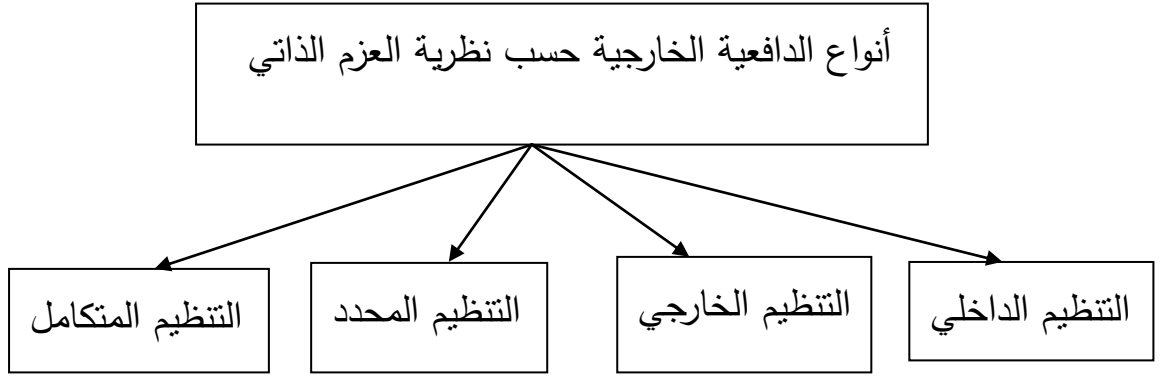 أنواع الدافعية الخارجية حسب نظرية العزم الذاتي
التنظيم الداخلي
التنظيم الخارجي
التنظيم المحدد
التنظيم المتكامل